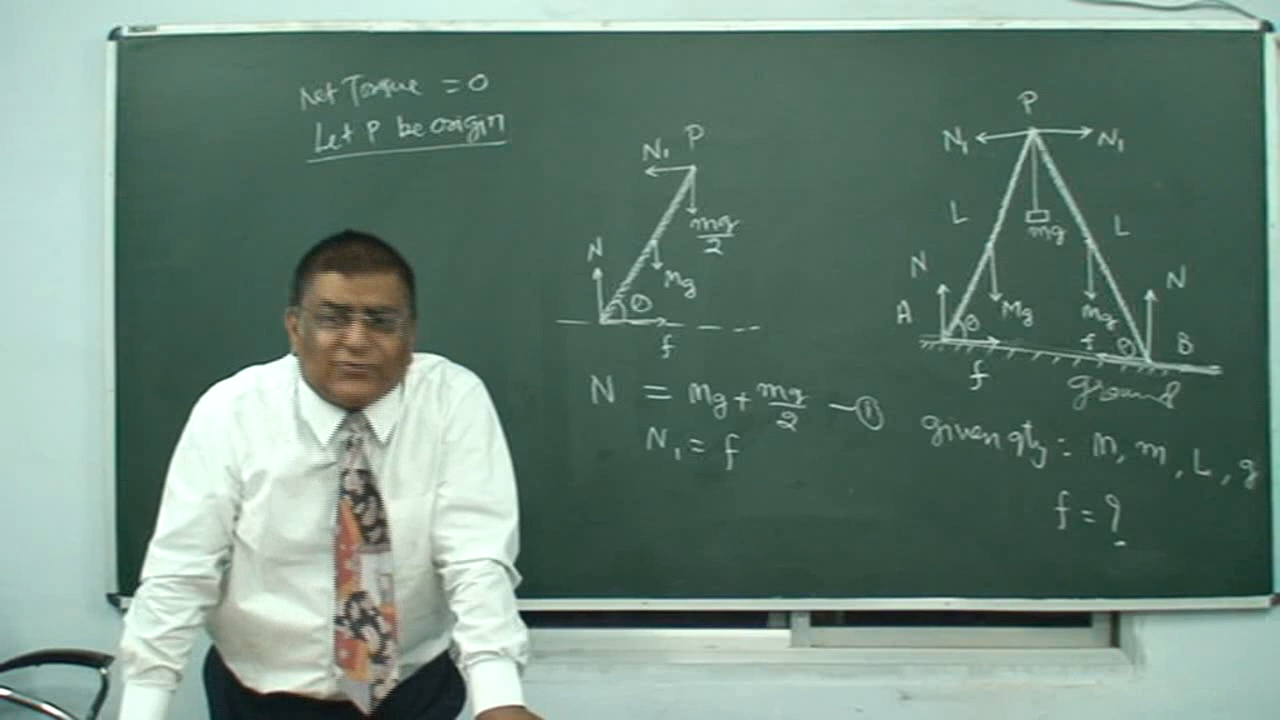 Net Torque = 0
Let P be origin
P
N₁
mg/2
N
Mg
θ
f
N = Mg + mg/2 — ①
N₁ = f
P
N₁ N₁
L L
mg
N N
A Mg Mg B
θ f θ
f
ground
given qty: M, m, L, g
f = ?